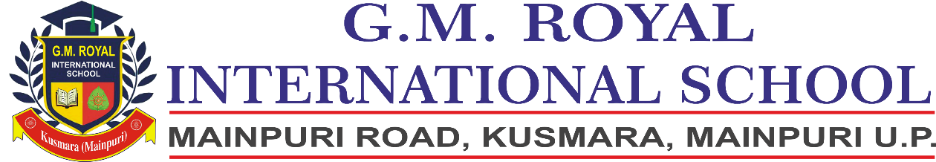 G.M. ROYAL
INTERNATIONAL
SCHOOL
Kusmara (Mainpuri)
G.M. ROYAL
INTERNATIONAL SCHOOL
MAINPURI ROAD, KUSMARA, MAINPURI U.P.